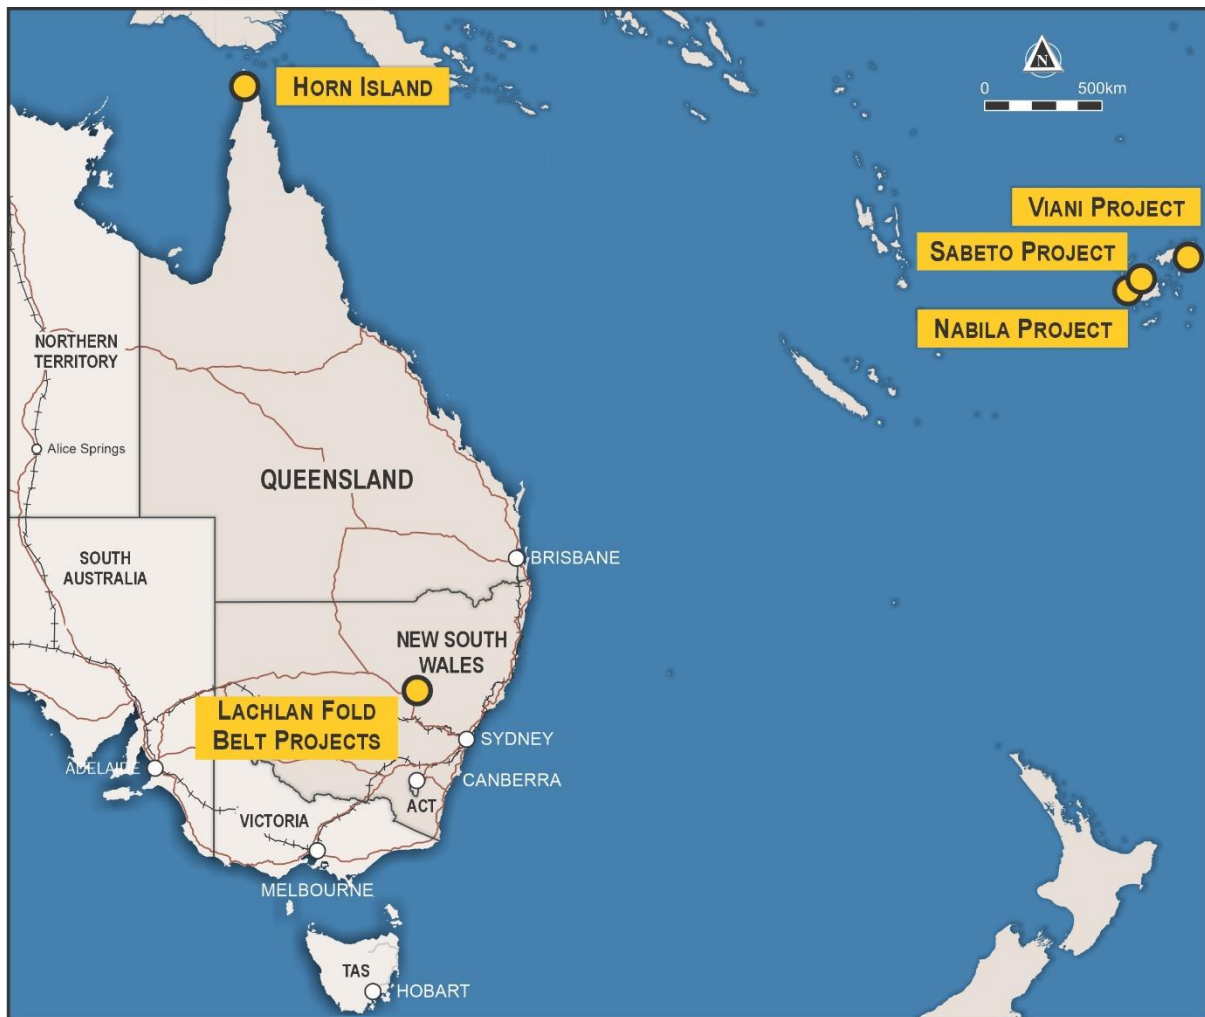 N
HORN ISLAND
0 500km
VIANI PROJECT
SABETO PROJECT
NABILA PROJECT
NORTHERN
TERRITORY
Alice Springs
QUEENSLAND
SOUTH
AUSTRALIA
BRISBANE
NEW SOUTH
WALES
LACHLAN FOLD
BELT PROJECTS
SYDNEY
ADELAIDE
CANBERRA
ACT
VICTORIA
MELBOURNE
TAS
HOBART